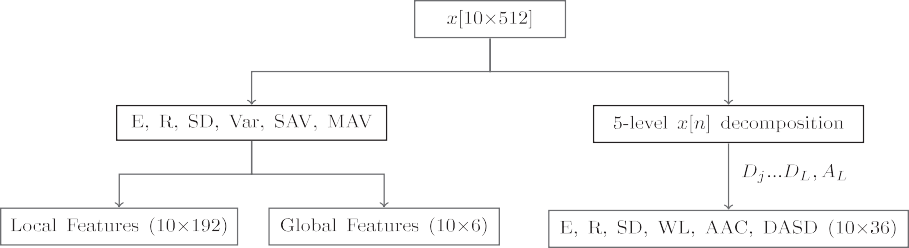 x[10×512]
E, R, SD, Var, SAV, MAV
5-level x[n] decomposition
D_j...D_L, A_L
Local Features (10×192)
Global Features (10×6)
E, R, SD, WL, AAC, DASD (10×36)